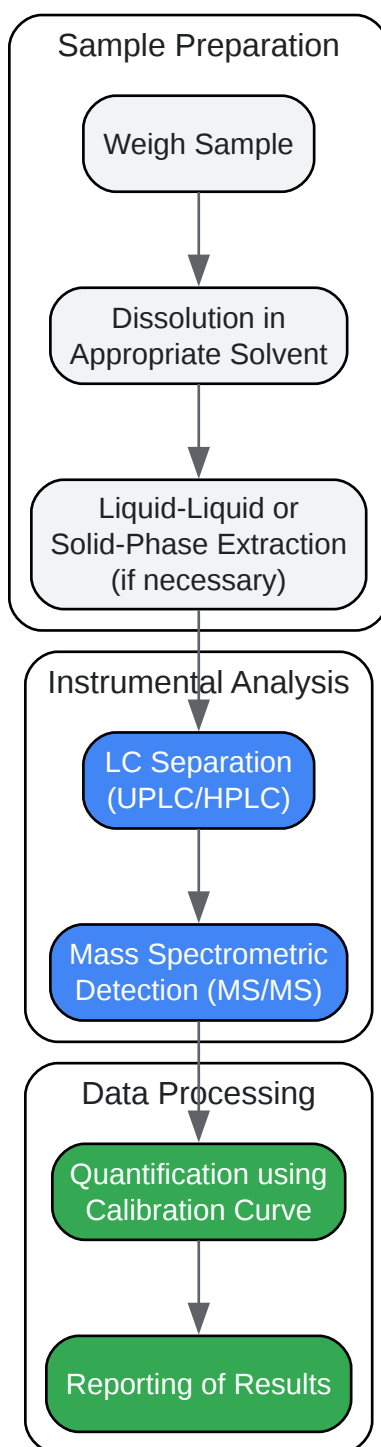 Sample Preparation
Weigh Sample
Dissolution in
Appropriate Solvent
Liquid-Liquid or
Solid-Phase Extraction
(if necessary)
Instrumental Analysis
LC Separation
(UPLC/HPLC)
Mass Spectrometric
Detection (MS/MS)
Data Processing
Quantification using
Calibration Curve
Reporting of Results